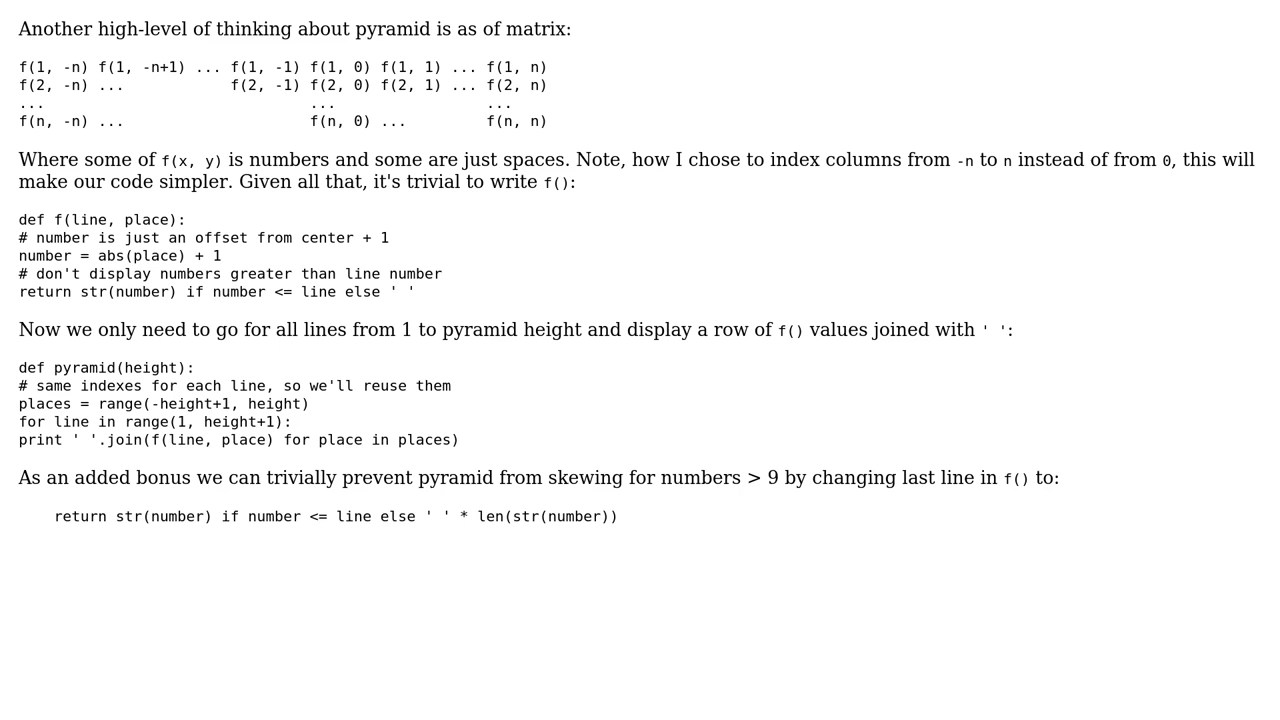 Another high-level of thinking about pyramid is as of matrix:
f(1, -n) f(1, -n+1) ... f(1, -1) f(1, 0) f(1, 1) ... f(1, n)
f(2, -n) ...            f(2, -1) f(2, 0) f(2, 1) ... f(2, n)
...                              ...                 ...
f(n, -n) ...                     f(n, 0) ...         f(n, n)
Where some of f(x, y) is numbers and some are just spaces. Note, how I chose to index columns from -n to n instead of from 0, this will
make our code simpler. Given all that, it's trivial to write f():
def f(line, place):
# number is just an offset from center + 1
number = abs(place) + 1
# don't display numbers greater than line number
return str(number) if number <= line else ' '
Now we only need to go for all lines from 1 to pyramid height and display a row of f() values joined with ' ':
def pyramid(height):
# same indexes for each line, so we'll reuse them
places = range(-height+1, height)
for line in range(1, height+1):
print ' '.join(f(line, place) for place in places)
As an added bonus we can trivially prevent pyramid from skewing for numbers > 9 by changing last line in f() to:
    return str(number) if number <= line else ' ' * len(str(number))